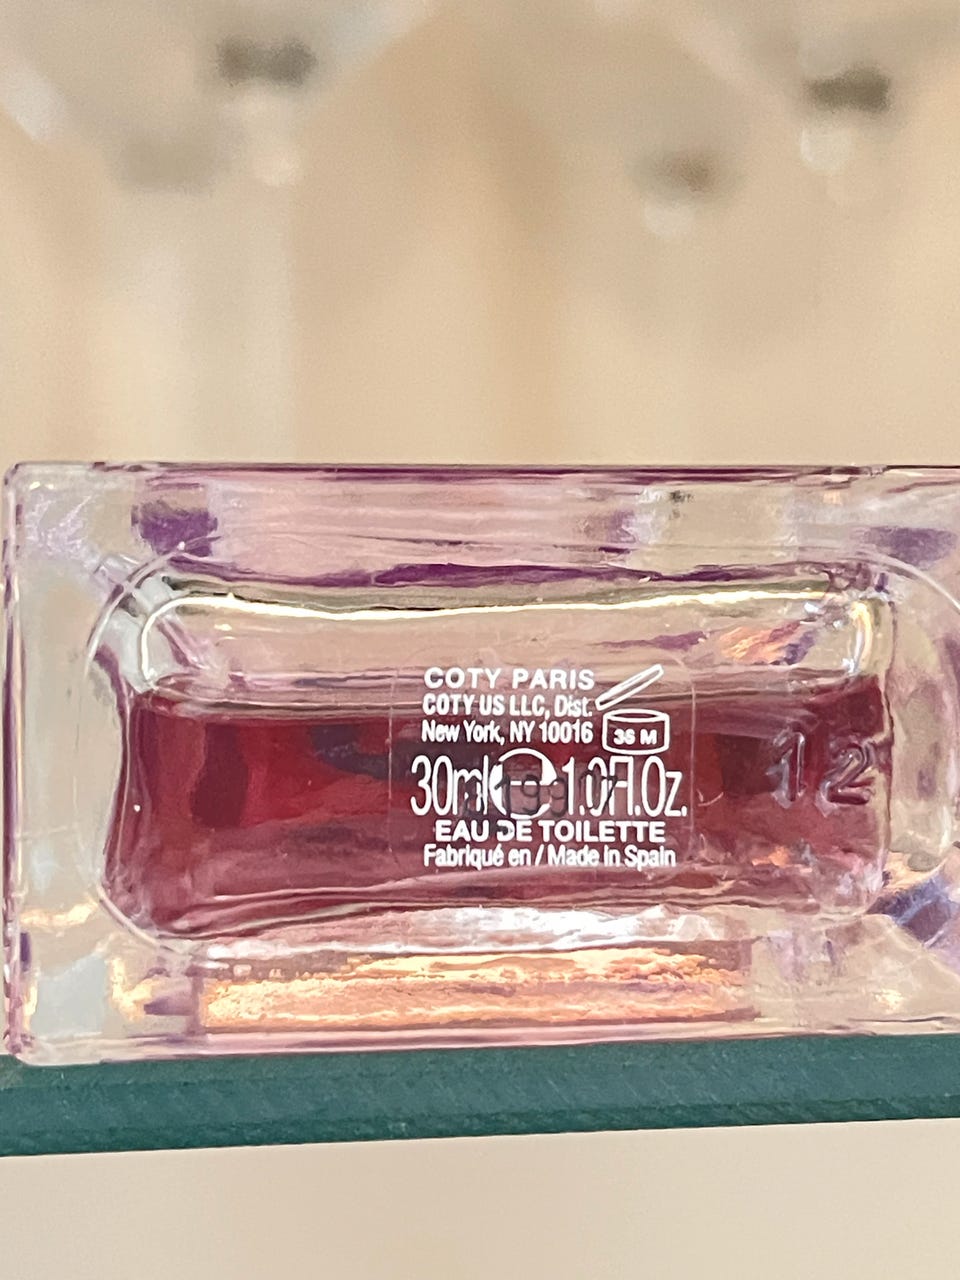 COTY PARIS
COTY US LLC, Dist.
New York, NY 10016
36 M
30ml ℮ 1.0Fl.Oz.
EAU DE TOILETTE
Fabriqué en / Made in Spain
12